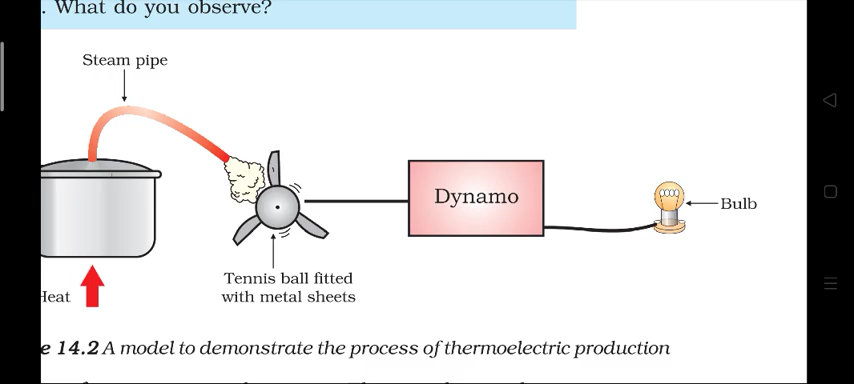 . What do you observe?
Steam pipe
Dynamo
Bulb
Tennis ball fitted
with metal sheets
Heat
e 14.2 A model to demonstrate the process of thermoelectric production